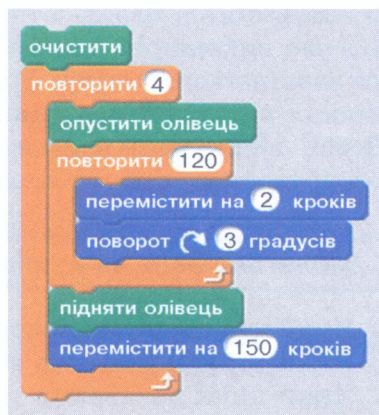 очистити
повторити 4
опустити олівець
повторити 120
перемістити на 2 кроків
поворот 3 градусів
підняти олівець
перемістити на 150 кроків